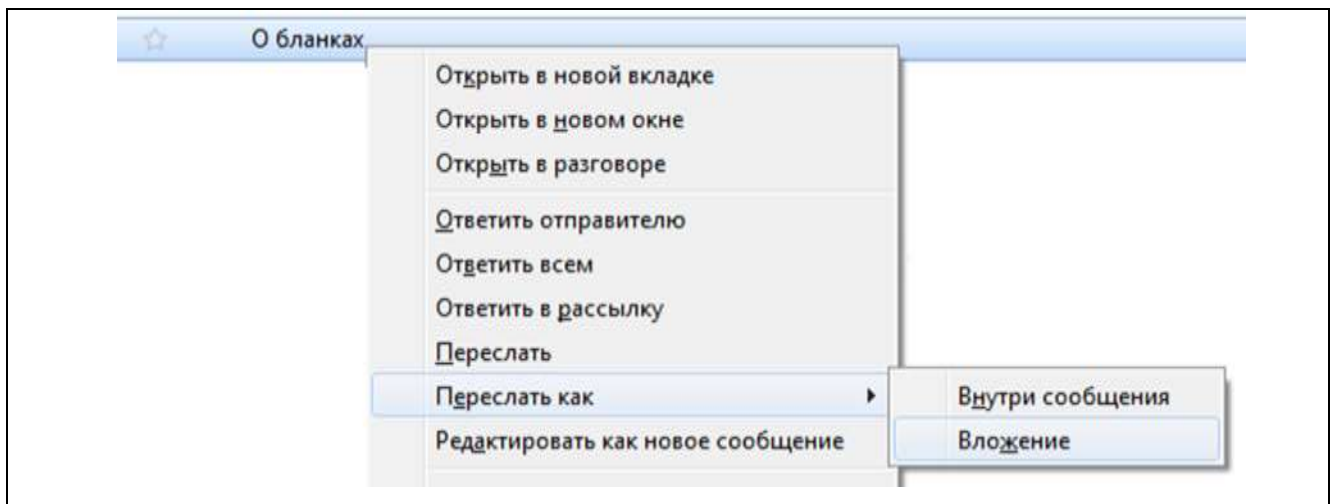 О бланках
Открыть в новой вкладке
Открыть в новом окне
Открыть в разговоре
Ответить отправителю
Ответить всем
Ответить в рассылку
Переслать
Переслать как
Внутри сообщения
Редактировать как новое сообщение
Вложение